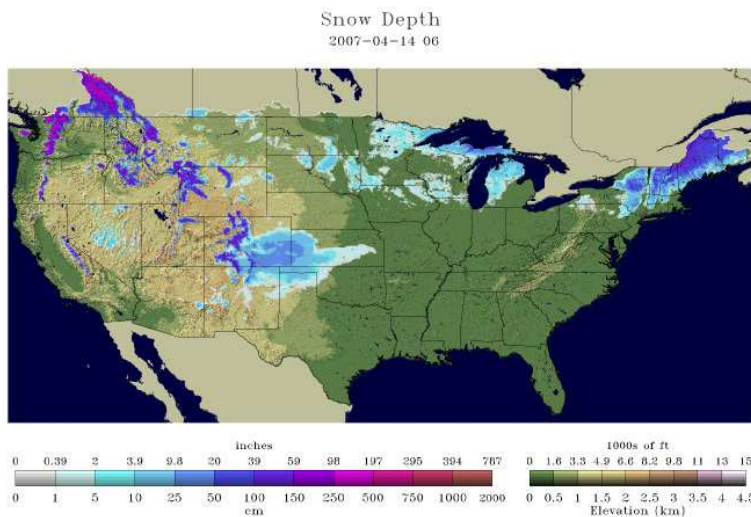 Snow Depth
2007-04-14 06
inches
0 0.39 2 3.9 9.8 20 39 59 98 197 295 394 787
0 1 5 10 25 50 100 150 250 500 750 1000 2000
cm
1000s of ft
0 1.6 3.3 4.9 6.6 8.2 9.8 11 13 15
0 0.5 1 1.5 2 2.5 3 3.5 4 4.5
Elevation (km)